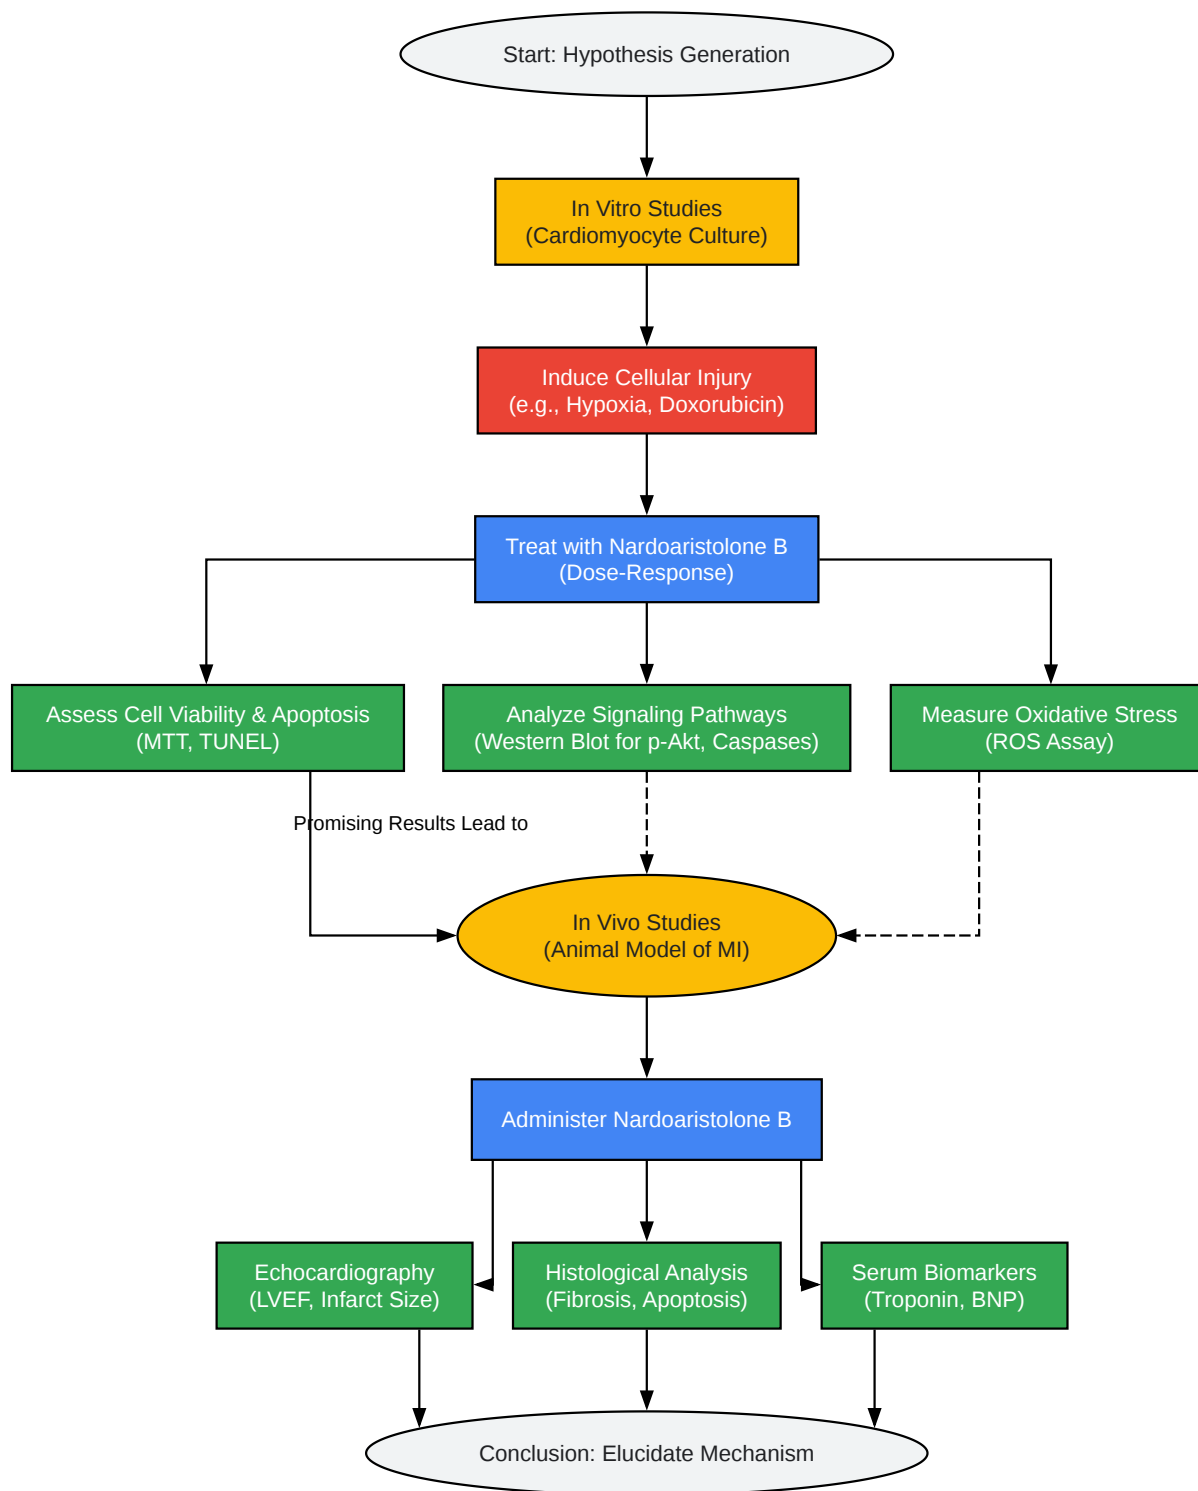 Start: Hypothesis Generation
In Vitro Studies
(Cardiomyocyte Culture)
Induce Cellular Injury
(e.g., Hypoxia, Doxorubicin)
Treat with Nardoaristolone B
(Dose-Response)
Assess Cell Viability & Apoptosis
(MTT, TUNEL)
Analyze Signaling Pathways
(Western Blot for p-Akt, Caspases)
Measure Oxidative Stress
(ROS Assay)
Promising Results Lead to
In Vivo Studies
(Animal Model of MI)
Administer Nardoaristolone B
Echocardiography
(LVEF, Infarct Size)
Histological Analysis
(Fibrosis, Apoptosis)
Serum Biomarkers
(Troponin, BNP)
Conclusion: Elucidate Mechanism